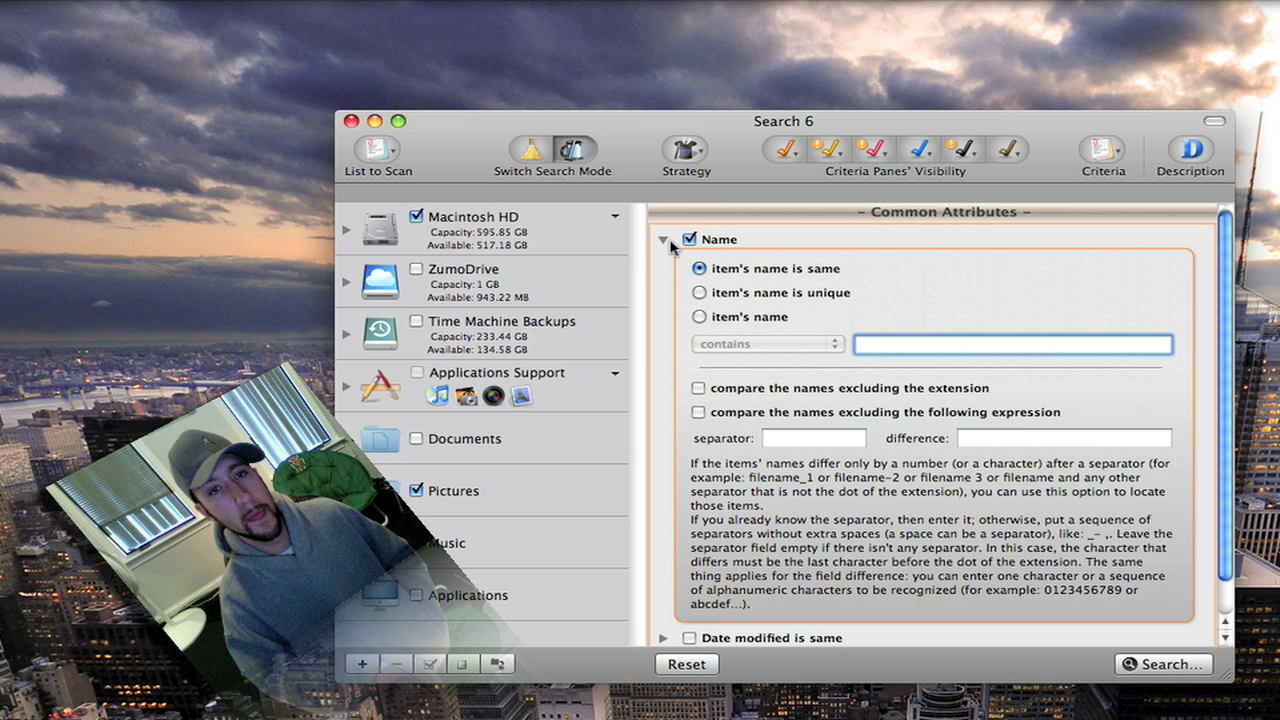 Search 6
List to Scan
Switch Search Mode
Strategy
Criteria Panes' Visibility
Criteria
Description
Macintosh HD
Capacity: 595.85 GB
Available: 517.18 GB
ZumoDrive
Capacity: 1 GB
Available: 943.22 MB
Time Machine Backups
Capacity: 233.44 GB
Available: 134.58 GB
Applications Support
Documents
Pictures
Music
Applications
– Common Attributes –
Name
item's name is same
item's name is unique
item's name
contains
compare the names excluding the extension
compare the names excluding the following expression
separator: difference:
If the items' names differ only by a number (or a character) after a separator (for
example: filename_1 or filename-2 or filename 3 or filename and any other
separator that is not the dot of the extension), you can use this option to locate
those items.
If you already know the separator, then enter it; otherwise, put a sequence of
separators without extra spaces (a space can be a separator), like: _- ,. Leave the
separator field empty if there isn't any separator. In this case, the character that
differs must be the last character before the dot of the extension. The same
thing applies for the field difference: you can enter one character or a sequence
of alphanumeric characters to be recognized (for example: 0123456789 or
abcdef...).
Date modified is same
Reset
Search...